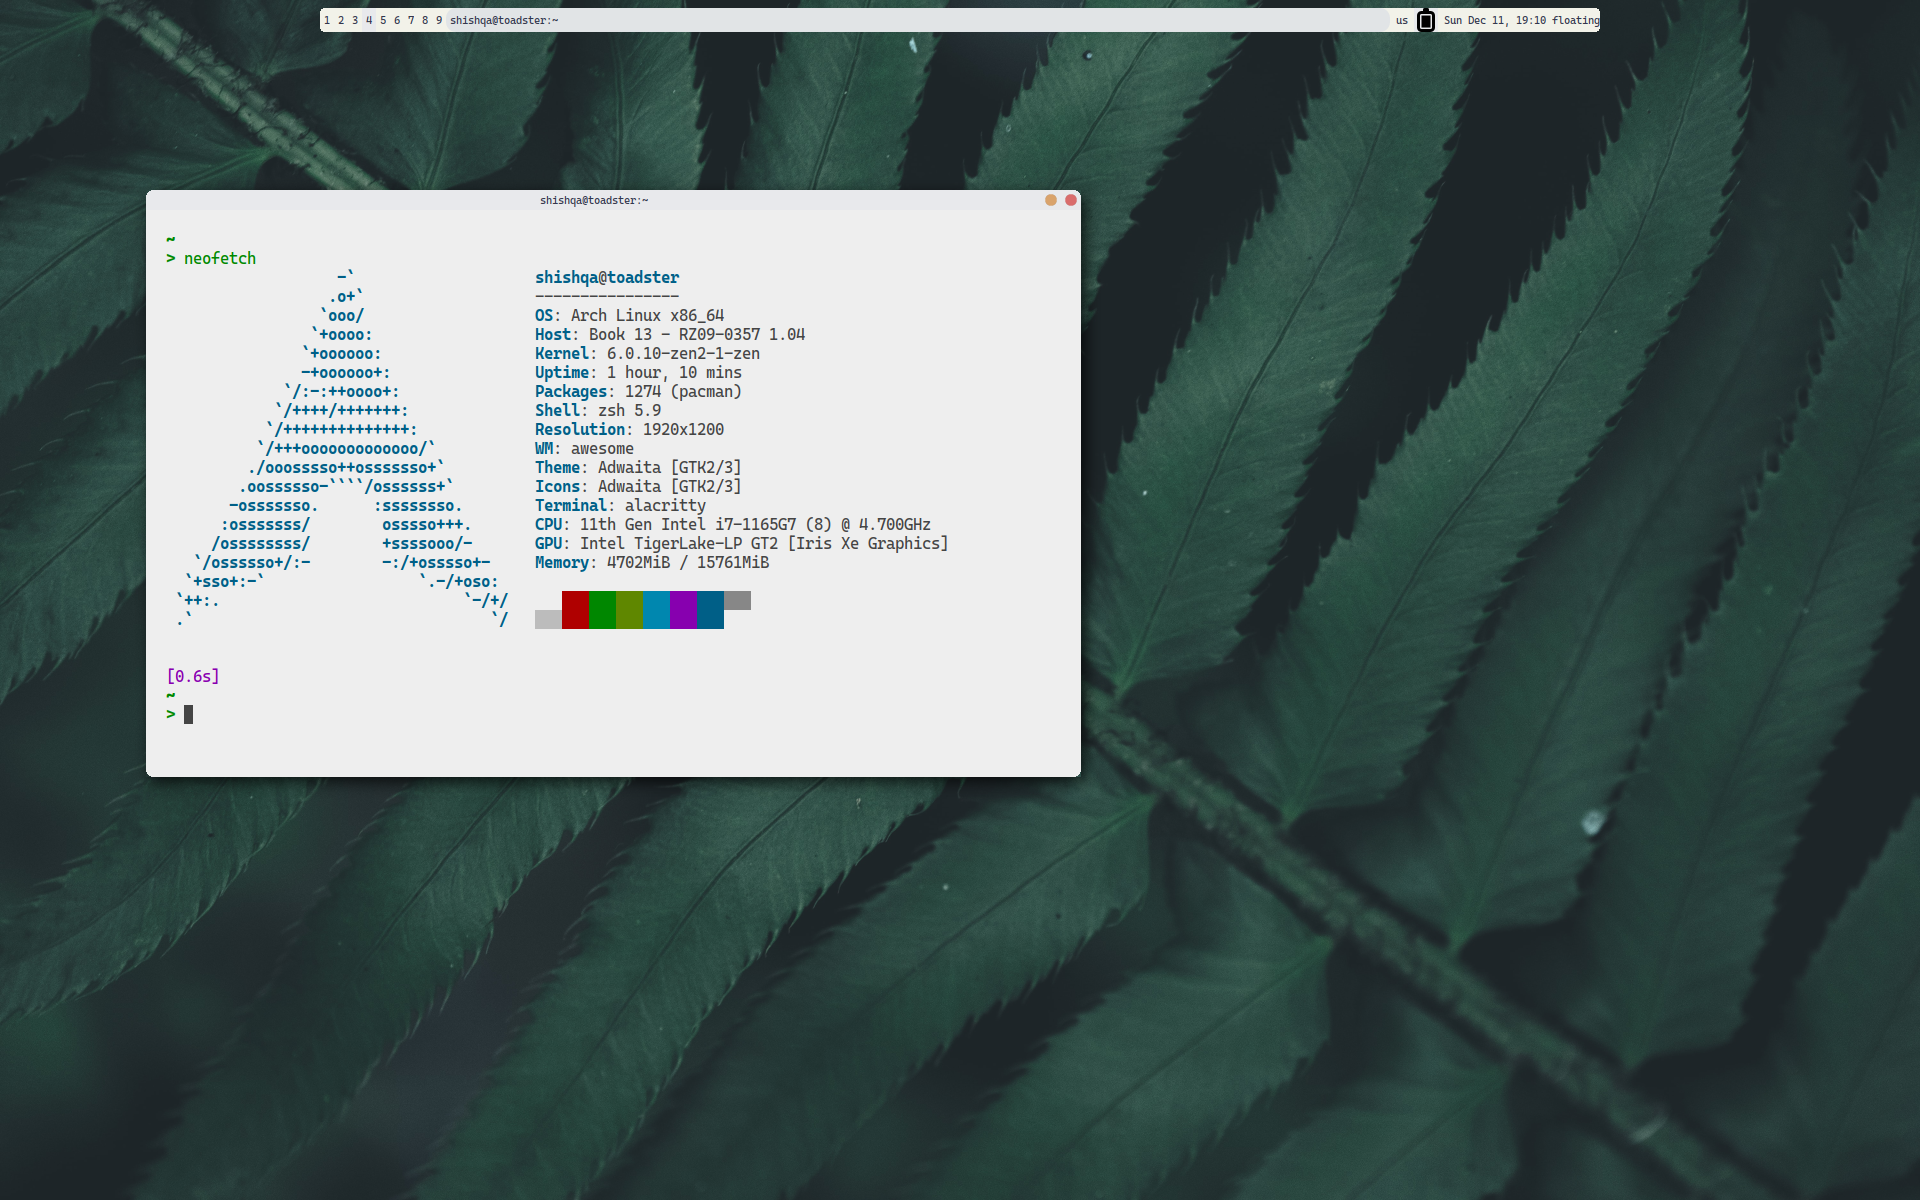 1 2 3 4 5 6 7 8 9 shishqa@toadster:~ us Sun Dec 11, 19:10 floating
shishqa@toadster:~
~
> neofetch
-`
.o+`
`ooo/
`+oooo:
`+oooooo:
-+oooooo+:
`/:-:++oooo+:
`/++++/+++++++:
`/++++++++++++++:
`/+++ooooooooooooo/`
./ooosssso++osssssso+`
.oossssso-````/ossssss+`
-osssssso.      :ssssssso.
:osssssss/        osssso+++.
/ossssssss/        +ssssooo/-
`/ossssso+/:-        -:/+osssso+-
`+sso+:-`                 `.-/+oso:
`++:.                           `-/+/
.`                                 `/
shishqa@toadster
----------------
OS: Arch Linux x86_64
Host: Book 13 - RZ09-0357 1.04
Kernel: 6.0.10-zen2-1-zen
Uptime: 1 hour, 10 mins
Packages: 1274 (pacman)
Shell: zsh 5.9
Resolution: 1920x1200
WM: awesome
Theme: Adwaita [GTK2/3]
Icons: Adwaita [GTK2/3]
Terminal: alacritty
CPU: 11th Gen Intel i7-1165G7 (8) @ 4.700GHz
GPU: Intel TigerLake-LP GT2 [Iris Xe Graphics]
Memory: 4702MiB / 15761MiB
[0.6s]
~
>